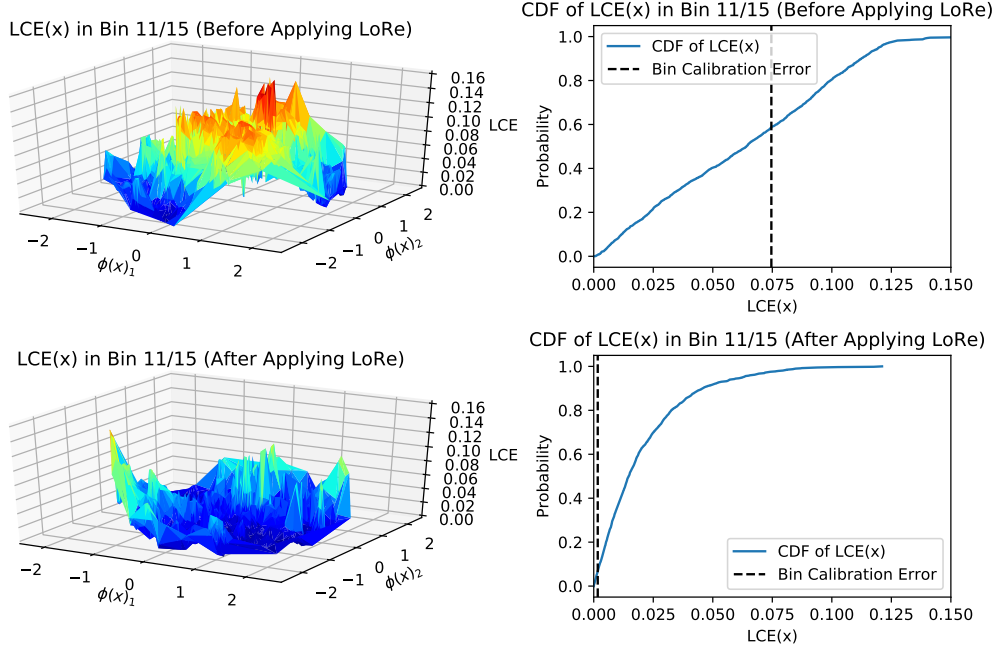 LCE(x) in Bin 11/15 (Before Applying LoRe)
0.16
0.14
0.12
0.10
0.08
0.06
0.04
0.02
0.00
LCE
−2
−1
0
1
2
ϕ(x)₁
−2
−1
0
1
2
ϕ(x)₂
CDF of LCE(x) in Bin 11/15 (Before Applying LoRe)
CDF of LCE(x)
Bin Calibration Error
1.0
0.8
0.6
0.4
0.2
0.0
Probability
0.000 0.025 0.050 0.075 0.100 0.125 0.150
LCE(x)
LCE(x) in Bin 11/15 (After Applying LoRe)
0.16
0.14
0.12
0.10
0.08
0.06
0.04
0.02
0.00
LCE
−2
−1
0
1
2
ϕ(x)₁
−2
−1
0
1
2
ϕ(x)₂
CDF of LCE(x) in Bin 11/15 (After Applying LoRe)
1.0
0.8
0.6
0.4
0.2
0.0
Probability
CDF of LCE(x)
Bin Calibration Error
0.000 0.025 0.050 0.075 0.100 0.125 0.150
LCE(x)